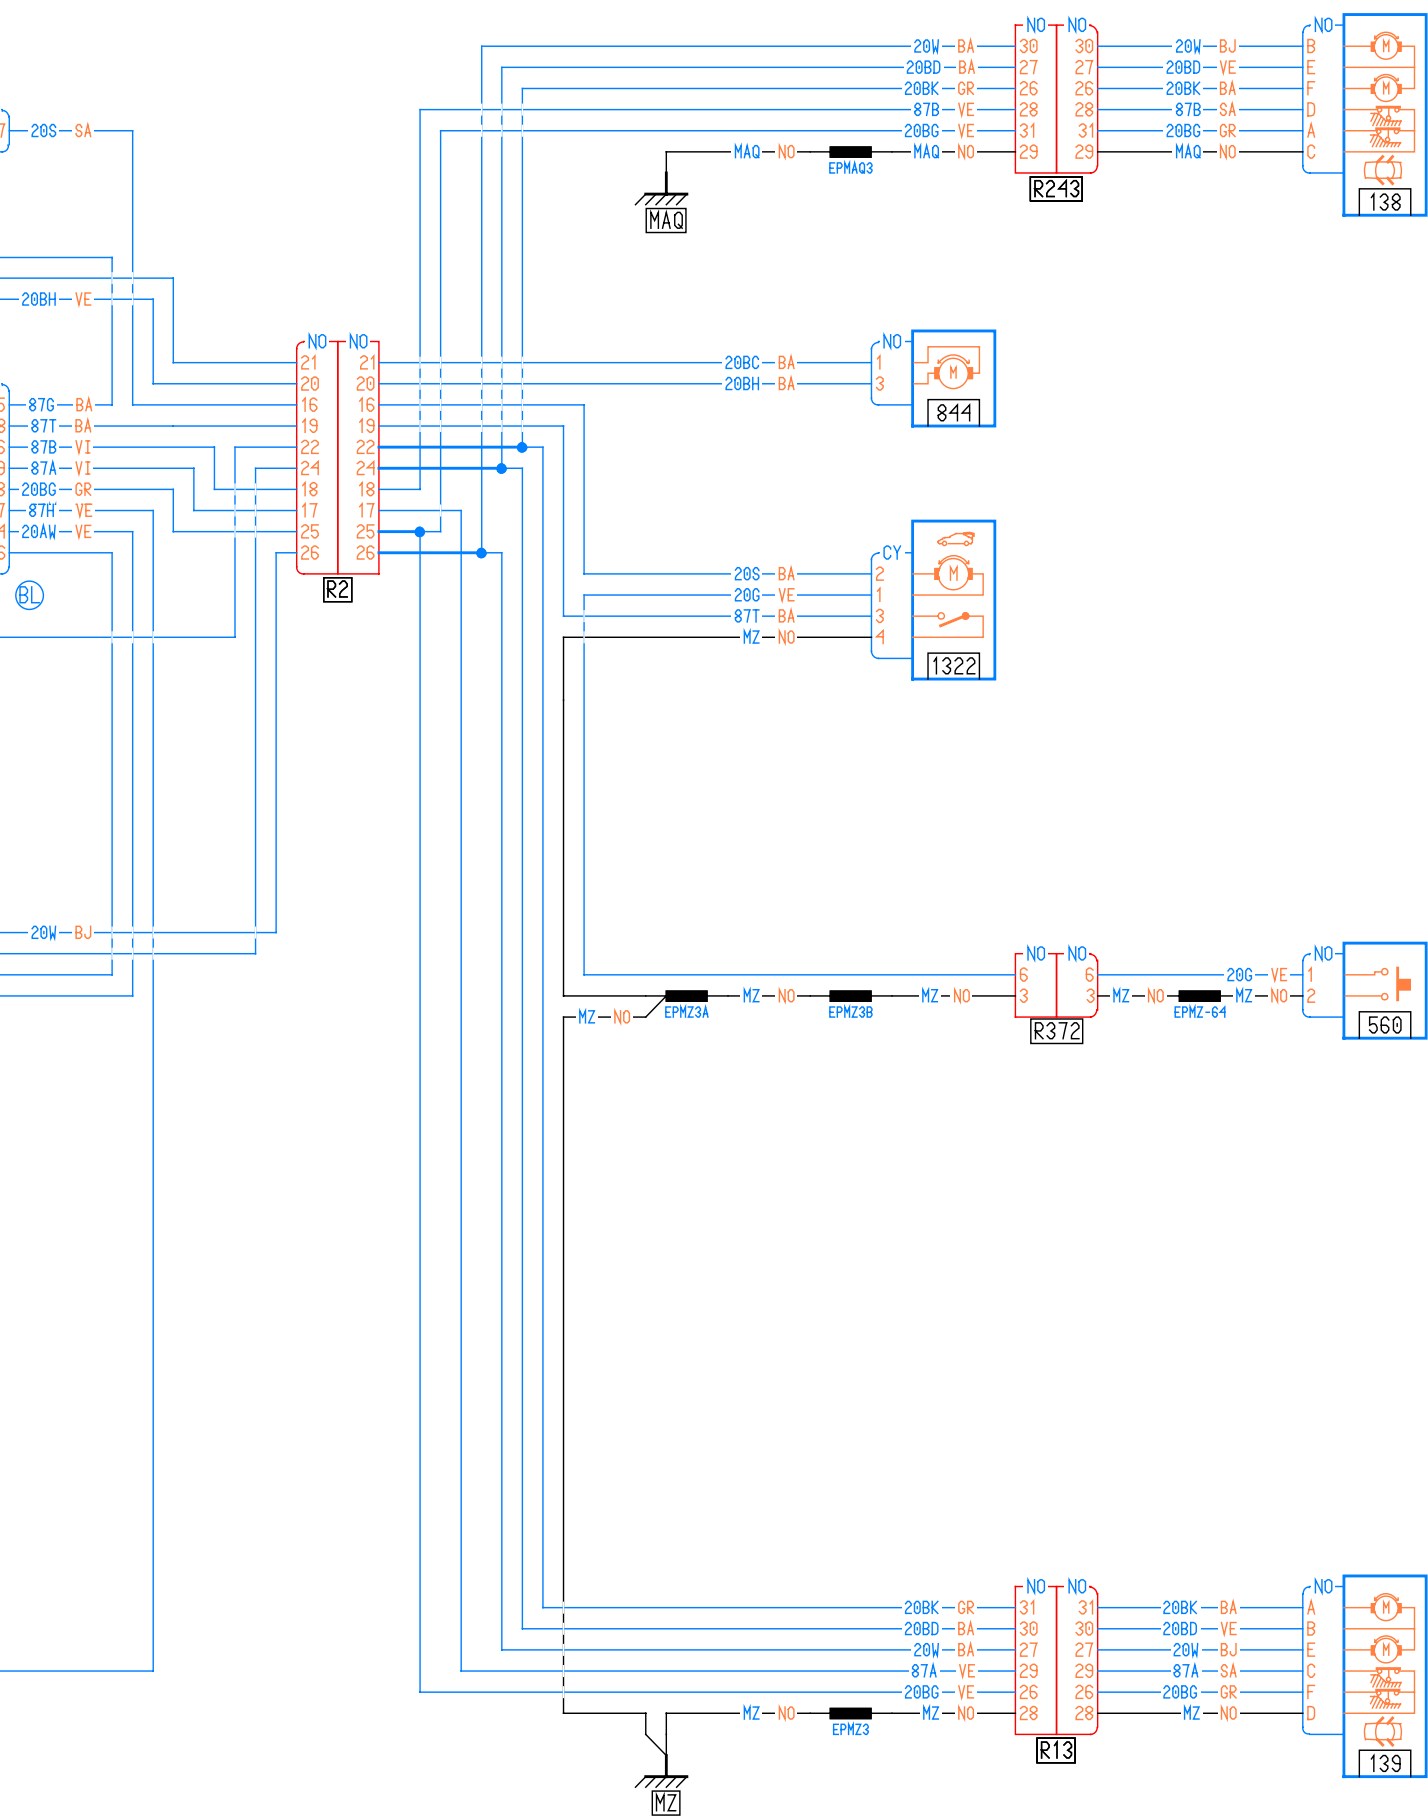 NO NO NO
20W BA 30 30 20W BJ B M
20BD BA 27 27 20BD VE E
20BK GR 26 26 20BK BA F M
87B VE 28 28 87B SA D
7 20S SA 20BG VE 31 31 20BG GR A
MAQ NO MAQ NO 29 29 MAQ NO C
EPMAQ3
R243 138
MAQ
20BH VE
NO NO NO
21 21 20BC BA 1 M
20 20 20BH BA 3
5 87G BA 16 16 844
8 87T BA 19 19
6 87B VI 22 22
9 87A VI 24 24
8 20BG GR 18 18
7 87H VE 17 17
4 20AW VE 25 25
6 26 26 CY
20S BA 2 M
R2
BL 20G VE 1
87T BA 3
MZ NO 4
1322
20W BJ
NO NO NO
6 6 20G VE 1
MZ NO MZ NO 3 3 MZ NO MZ NO 2
EPMZ3A EPMZ3B EPMZ-64
MZ NO
R372 560
NO NO NO
20BK GR 31 31 20BK BA A M
20BD BA 30 30 20BD VE B
20W BA 27 27 20W BJ E M
87A VE 29 29 87A SA C
20BG VE 26 26 20BG GR F
MZ NO MZ NO 28 28 MZ NO D
EPMZ3
R13 139
MZ